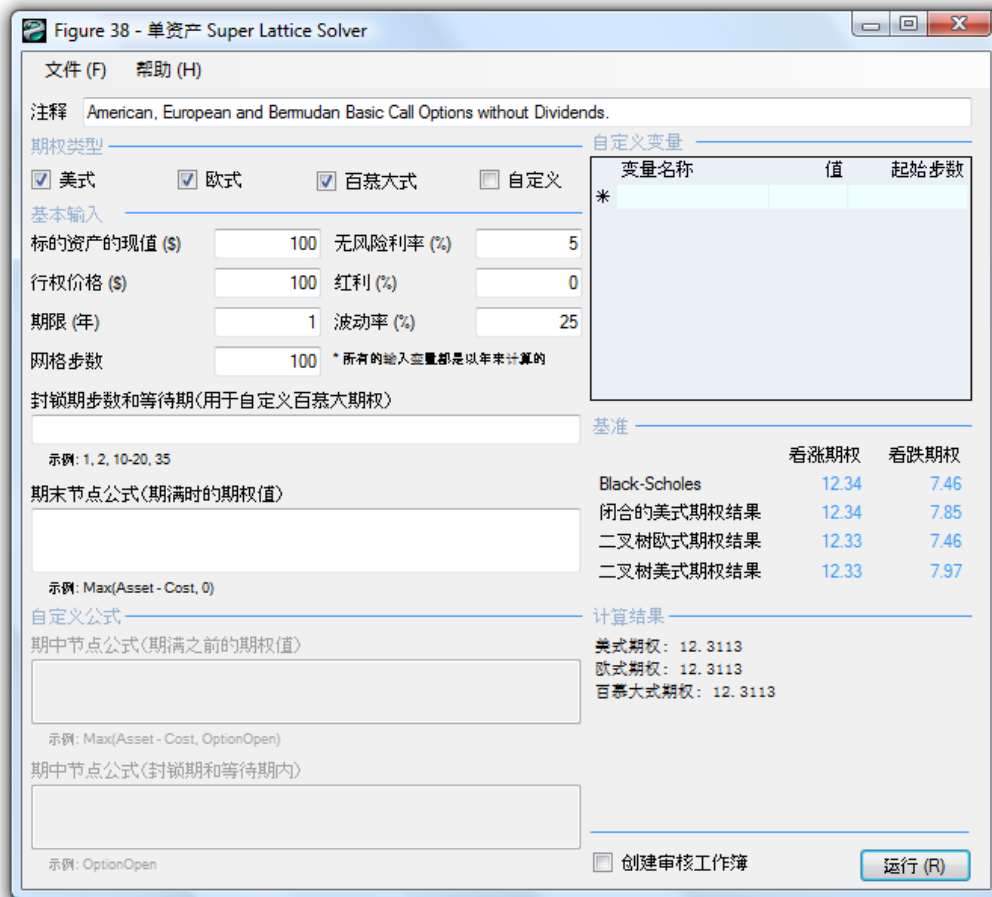 Figure 38 - 单资产 Super Lattice Solver
文件 (F) 帮助 (H)
注释 American, European and Bermudan Basic Call Options without Dividends.
期权类型
美式 欧式 百慕大式 自定义
基本输入
标的资产的现值 ($) 100 无风险利率 (%) 5
行权价格 ($) 100 红利 (%) 0
期限 (年) 1 波动率 (%) 25
网格步数 100 * 所有的输入变量都是以年来计算的
封锁期步数和等待期(用于自定义百慕大期权)
示例: 1, 2, 10-20, 35
期末节点公式(期满时的期权值)
示例: Max(Asset - Cost, 0)
自定义公式
期中节点公式(期满之前的期权值)
示例: Max(Asset - Cost, OptionOpen)
期中节点公式(封锁期和等待期内)
示例: OptionOpen
自定义变量
变量名称 值 起始步数
*
基准
看涨期权 看跌期权
Black-Scholes 12.34 7.46
闭合的美式期权结果 12.34 7.85
二叉树欧式期权结果 12.33 7.46
二叉树美式期权结果 12.33 7.97
计算结果
美式期权: 12.3113
欧式期权: 12.3113
百慕大式期权: 12.3113
创建审核工作簿 运行 (R)